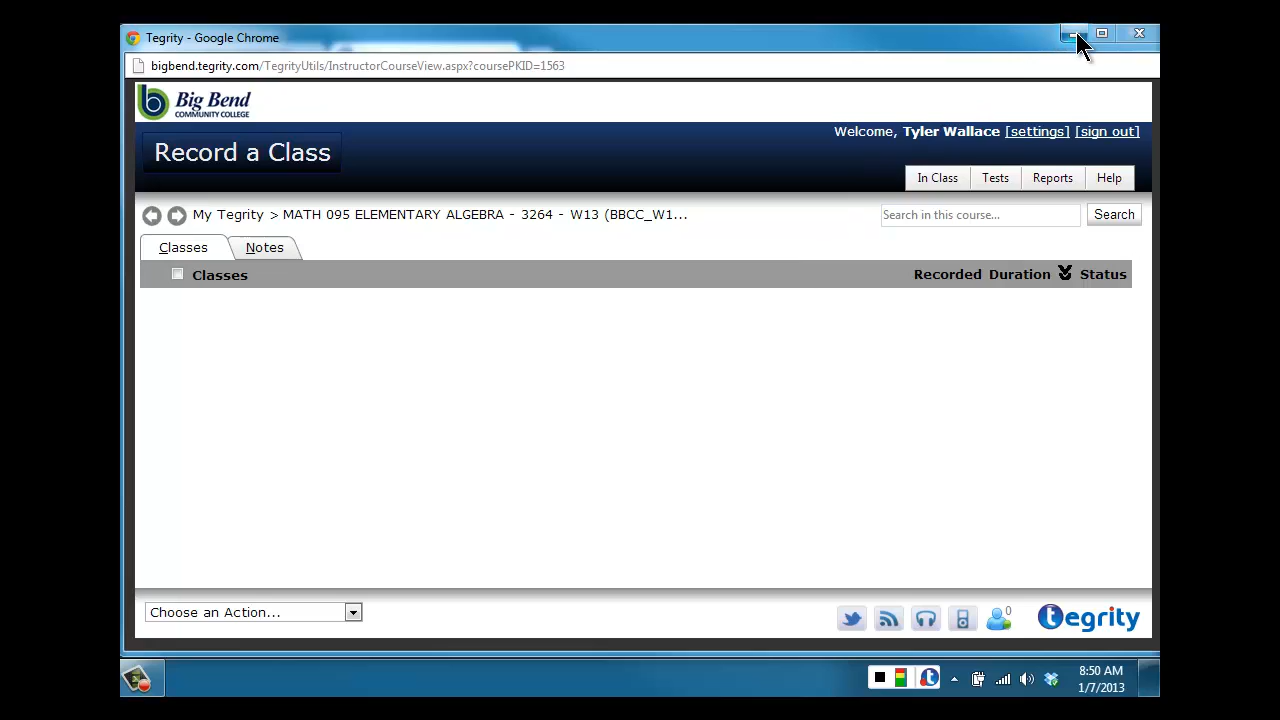 Tegrity - Google Chrome
bigbend.tegrity.com/TegrityUtils/InstructorCourseView.aspx?coursePKID=1563
Big Bend
COMMUNITY COLLEGE
Welcome, Tyler Wallace [settings] [sign out]
Record a Class
In Class Tests Reports Help
My Tegrity > MATH 095 ELEMENTARY ALGEBRA - 3264 - W13 (BBCC_W1...
Search in this course... Search
Classes Notes
Classes Recorded Duration Status
Choose an Action...
0
tegrity
8:50 AM
1/7/2013